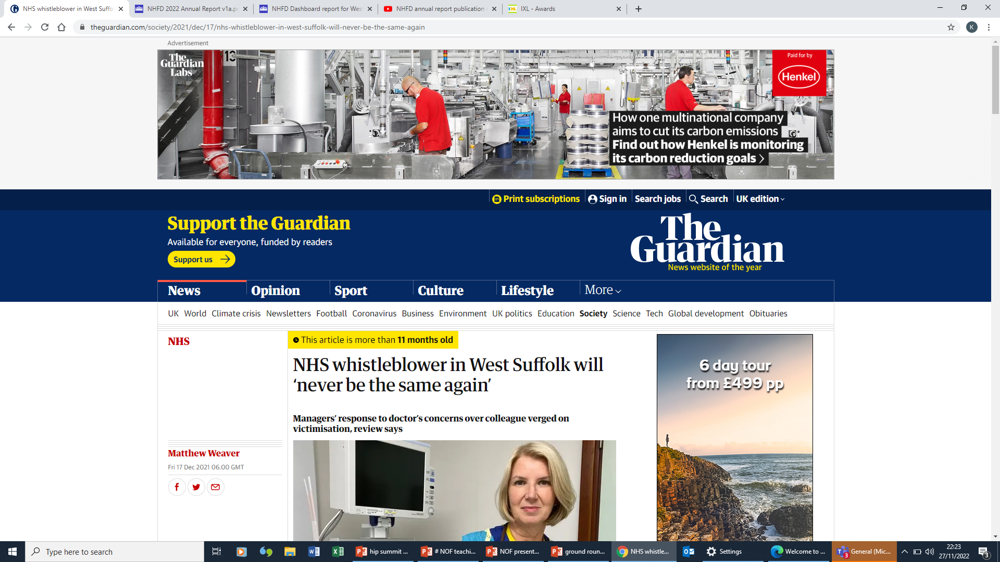 NHS whistleblower in West Suffo
NHFD 2022 Annual Report v1a.p
NHFD Dashboard report for Wes
NHFD annual report publication
IXL - Awards
theguardian.com/society/2021/dec/17/nhs-whistleblower-in-west-suffolk-will-never-be-the-same-again
K
Advertisement
The
Guardian
Labs
13
Paid for by
Henkel
How one multinational company
aims to cut its carbon emissions
Find out how Henkel is monitoring
its carbon reduction goals
Print subscriptions
Sign in
Search jobs
Search
UK edition
Support the Guardian
Available for everyone, funded by readers
Support us
The
Guardian
News website of the year
News Opinion Sport Culture Lifestyle More
UK World Climate crisis Newsletters Football Coronavirus Business Environment UK politics Education Society Science Tech Global development Obituaries
NHS
This article is more than 11 months old
NHS whistleblower in West Suffolk will
‘never be the same again’
Managers’ response to doctor’s concerns over colleague verged on
victimisation, review says
Matthew Weaver
Fri 17 Dec 2021 06.00 GMT
6 day tour
from £499 pp
Type here to search
hip summit ...
# NOF teachi...
NOF present...
ground roun...
NHS whistle...
Settings
Welcome to ...
General (Mic...
3
22:23
27/11/2022
3